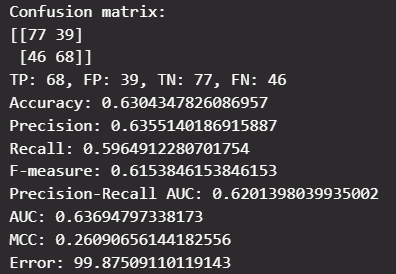 Confusion matrix:
[[77 39]
 [46 68]]
TP: 68, FP: 39, TN: 77, FN: 46
Accuracy: 0.6304347826086957
Precision: 0.6355140186915887
Recall: 0.5964912280701754
F-measure: 0.6153846153846153
Precision-Recall AUC: 0.6201398039935002
AUC: 0.63694797338173
MCC: 0.26090656144182556
Error: 99.87509110119143